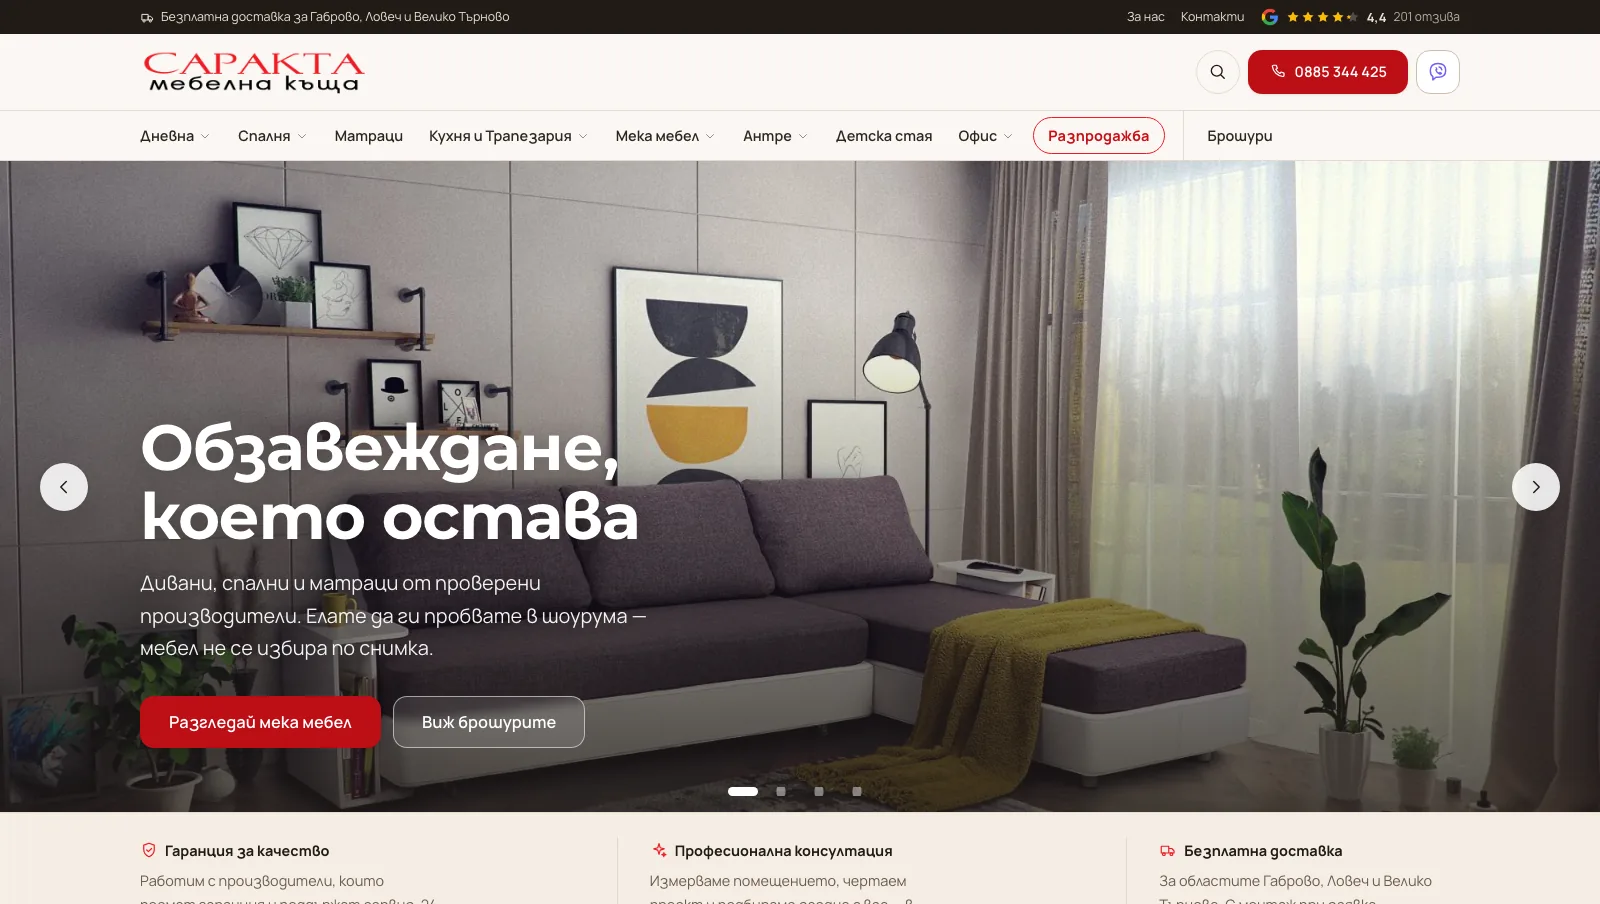 Безплатна доставка за Габрово, Ловеч и Велико Търново
За нас Контакти 4,4 201 отзива
САРАКТА
мебелна къща
0885 344 425
Дневна Спалня Матраци Кухня и Трапезария Мека мебел Антре Детска стая Офис Разпродажба Брошури
Обзавеждане,
което остава
Дивани, спални и матраци от проверени
производители. Елате да ги пробвате в шоурума —
мебел не се избира по снимка.
Разгледай мека мебел Виж брошурите
Гаранция за качество
Работим с производители, които
Професионална консултация
Измерваме помещението, чертаем
Безплатна доставка
За областите Габрово, Ловеч и Велико